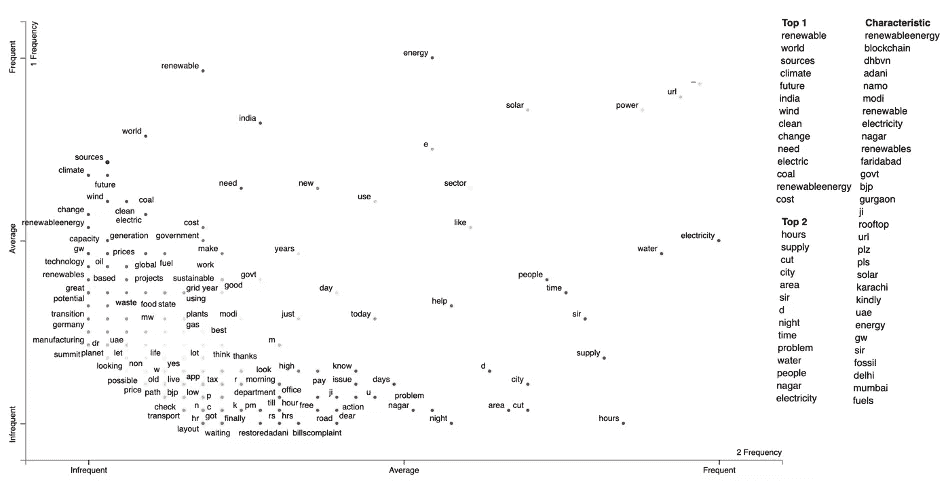 Frequent
1 Frequency
Average
Infrequent
Top 1
renewable
world
sources
climate
future
india
wind
clean
change
need
electric
coal
renewableenergy
cost
Top 2
hours
supply
cut
city
area
sir
d
night
time
problem
water
people
nagar
electricity
Characteristic
renewableenergy
blockchain
dhbvn
adani
namo
modi
renewable
electricity
nagar
renewables
faridabad
govt
bjp
gurgaon
ji
rooftop
url
plz
pls
solar
karachi
kindly
uae
energy
gw
sir
fossil
delhi
mumbai
fuels
energy
renewable
url
solar power
india
world
e
sources
climate
future need new sector
wind coal use
change clean
electric
renewableenergy cost like
capacity generation government electricity
gw prices make years water
technology oil global fuel work
renewables based projects sustainable govt people
great grid year good day time
potential waste food state using help
transition mw plants modi just today sir
germany gas best
manufacturing dr uae m
summit planet let life lot think thanks supply
looking non yes look high know d
possible old live app tax r morning pay issue days city
price path bjp low p department office ji u problem
check n c k pm till hour free action nagar area cut
transport hr got finally rs hrs road dear night hours
layout waiting restored adani bills complaint
2 Frequency
Infrequent Average Frequent